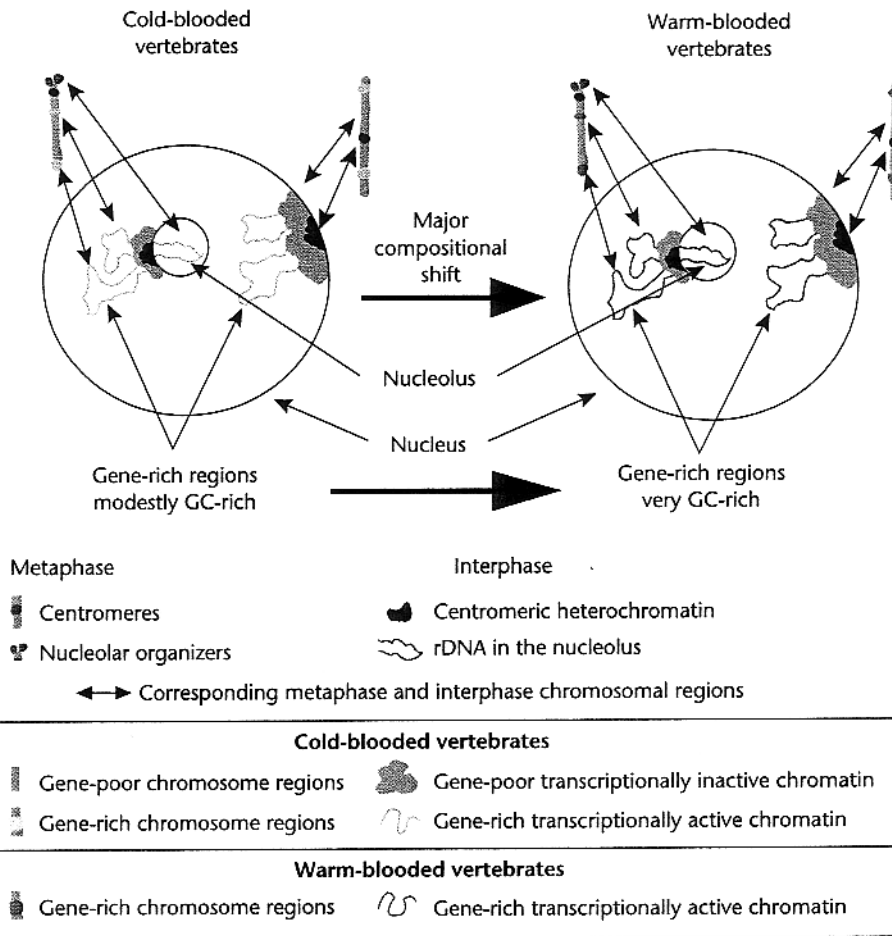 Cold-blooded
vertebrates
Warm-blooded
vertebrates
Major
compositional
shift
Nucleolus
Nucleus
Gene-rich regions
modestly GC-rich
Gene-rich regions
very GC-rich
Metaphase
Interphase
Centromeres
Centromeric heterochromatin
Nucleolar organizers
rDNA in the nucleolus
Corresponding metaphase and interphase chromosomal regions
Cold-blooded vertebrates
Gene-poor chromosome regions
Gene-poor transcriptionally inactive chromatin
Gene-rich chromosome regions
Gene-rich transcriptionally active chromatin
Warm-blooded vertebrates
Gene-rich chromosome regions
Gene-rich transcriptionally active chromatin